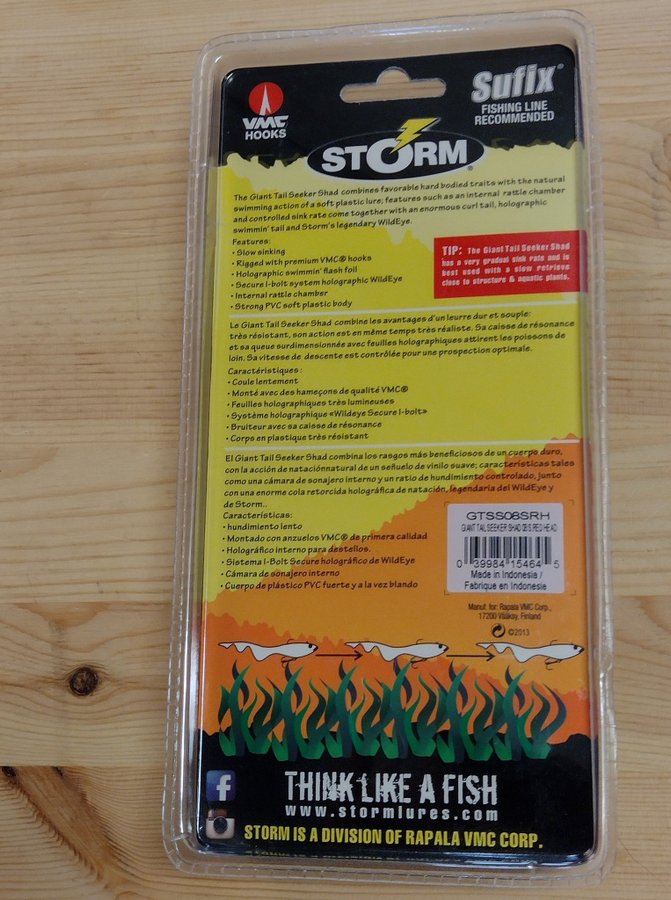 VMC
HOOKS
Sufix®
FISHING LINE
RECOMMENDED
STORM®
The Giant Tail Seeker Shad combines favorable hard bodied traits with the natural
swimming action of a soft plastic lure; features such as an internal rattle chamber
and controlled sink rate come together with an enormous curl tail, holographic
swimmin' tail and Storm's legendary WildEye.
Features:
• Slow sinking
• Rigged with premium VMC® hooks
• Holographic swimmin' flash foil
• Secure I-bolt system holographic WildEye
• Internal rattle chamber
• Strong PVC soft plastic body
TIP: The Giant Tail Seeker Shad
has a very gradual sink rate and is
best used with a slow retrieve
close to structure & aquatic plants.
Le Giant Tail Seeker Shad combine les avantages d'un leurre dur et souple:
très résistant, son action est en même temps très réaliste. Sa caisse de résonance
et sa queue surdimensionnée avec feuilles holographiques attirent les poissons de
loin. Sa vitesse de descente est contrôlée pour une prospection optimale.
Caractéristiques :
• Coule lentement
• Monté avec des hameçons de qualité VMC®
• Feuilles holographiques très lumineuses
• Système holographique «Wildeye Secure I-bolt»
• Bruiteur avec sa caisse de résonance
• Corps en plastique très résistant
El Giant Tail Seeker Shad combina los rasgos más beneficiosos de un cuerpo duro,
con la acción de nataciónnatural de un señuelo de vinilo suave; características tales
como una cámara de sonajero interno y un ratio de hundimiento controlado, junto
con una enorme cola retorcida holográfica de natación, legendaria del WildEye y
de Storm..
Características:
• hundimiento lento
• Montado con anzuelos VMC® de primera calidad
• Holográfico interno para destellos.
• Sistema I-Bolt Secure holográfico de WildEye
• Cámara de sonajero interno
• Cuerpo de plástico PVC fuerte y a la vez blando
GTSS08SRH
GIANT TAIL SEEKER SHAD 08 S.RED HEAD
0 39984 15464 5
Made in Indonesia /
Fabrique en Indonesie
Manuf. for: Rapala VMC Corp.,
17200 Vääksy, Finland
©2013
f
THINK LIKE A FISH
www.stormlures.com
STORM IS A DIVISION OF RAPALA VMC CORP.